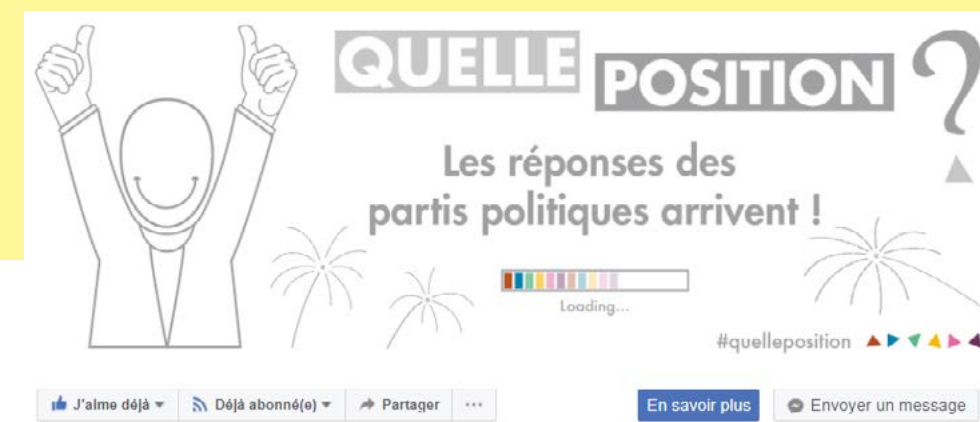 QUELLE
POSITION ?
Les réponses des
partis politiques arrivent !
Loading...
#quelleposition
J'aime déjà
Déjà abonné(e)
Partager
...
En savoir plus
Envoyer un message